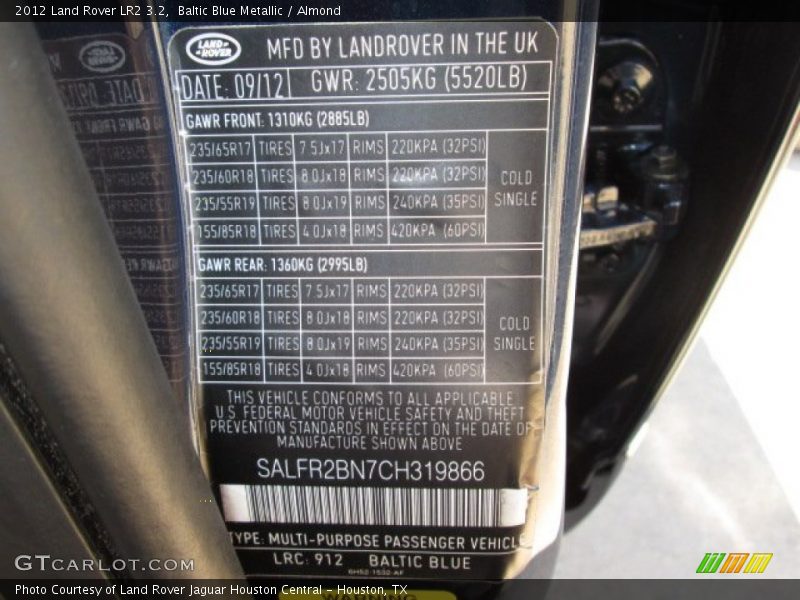 2012 Land Rover LR2 3.2,  Baltic Blue Metallic / Almond
LAND ROVER MFD BY LANDROVER IN THE UK
DATE: 09/12 GWR: 2505KG (5520LB)
GAWR FRONT: 1310KG (2885LB)
235/65R17 TIRES 7.5Jx17 RIMS 220KPA (32PSI)
235/60R18 TIRES 8.0Jx18 RIMS 220KPA (32PSI)
COLD
235/55R19 TIRES 8.0Jx19 RIMS 240KPA (35PSI)
SINGLE
155/85R18 TIRES 4.0Jx18 RIMS 420KPA (60PSI)
GAWR REAR: 1360KG (2995LB)
235/65R17 TIRES 7.5Jx17 RIMS 220KPA (32PSI)
235/60R18 TIRES 8.0Jx18 RIMS 220KPA (32PSI)
COLD
235/55R19 TIRES 8.0Jx19 RIMS 240KPA (35PSI)
SINGLE
155/85R18 TIRES 4.0Jx18 RIMS 420KPA (60PSI)
THIS VEHICLE CONFORMS TO ALL APPLICABLE
U.S. FEDERAL MOTOR VEHICLE SAFETY AND THEFT
PREVENTION STANDARDS IN EFFECT ON THE DATE OF
MANUFACTURE SHOWN ABOVE
SALFR2BN7CH319866
TYPE: MULTI-PURPOSE PASSENGER VEHICLE
LRC: 912 BALTIC BLUE
6H52-1532-AF
WARNING
GTCARLOT.COM
Photo Courtesy of Land Rover Jaguar Houston Central - Houston, TX